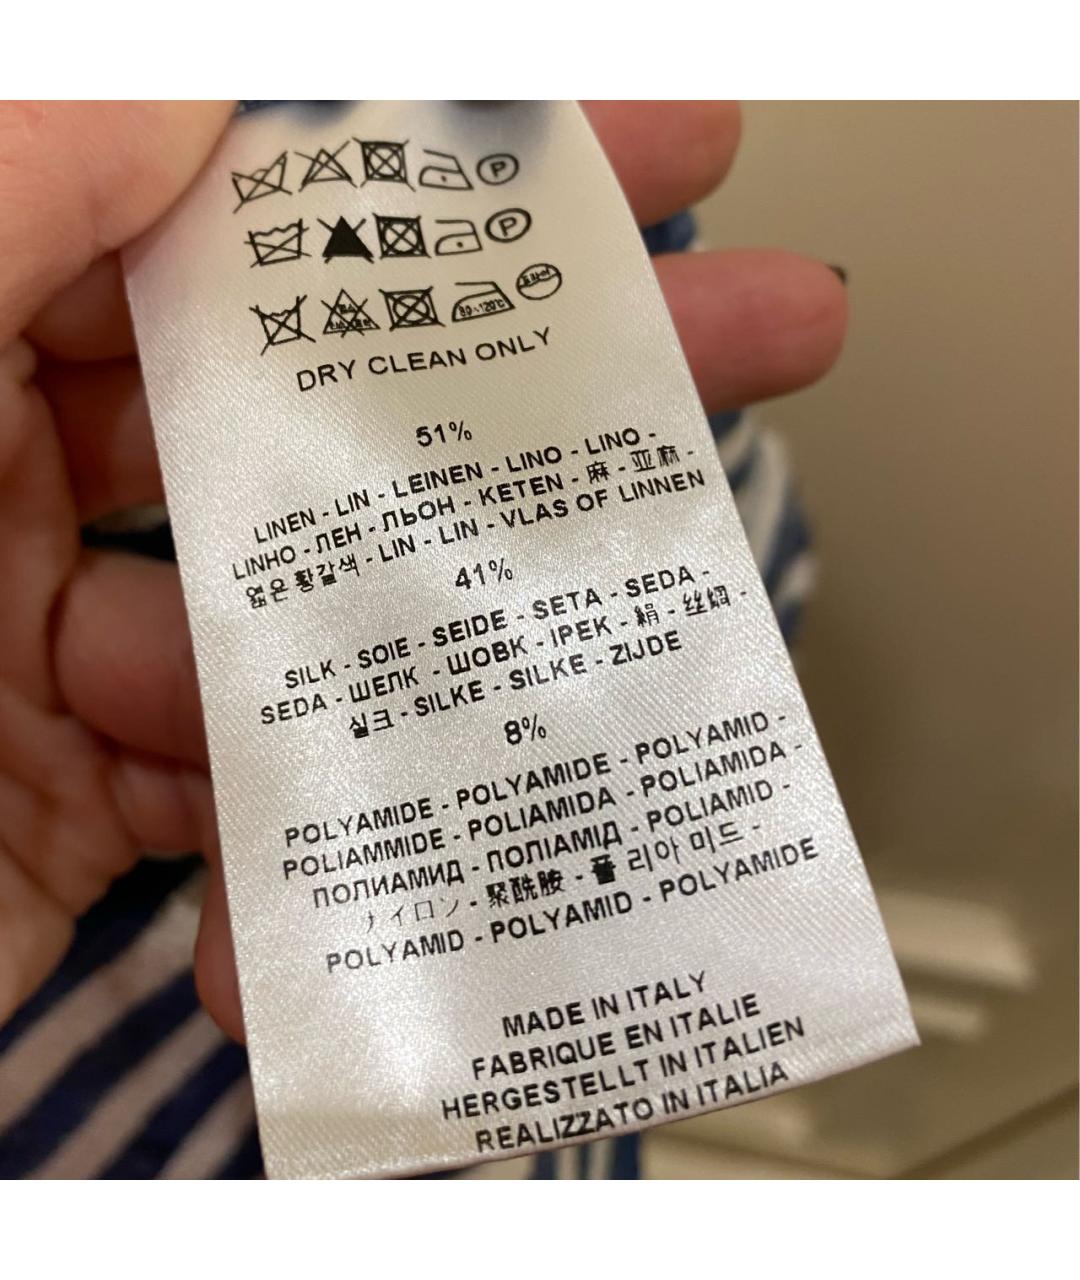 P
P
80~120℃
DRY CLEAN ONLY
51%
LINEN - LIN - LEINEN - LINO - LINO -
LINHO - ЛЕН - ЛЬОН - KETEN - 麻 - 亚麻 -
엷은 황갈색 - LIN - LIN - VLAS OF LINNEN
41%
SILK - SOIE - SEIDE - SETA - SEDA -
SEDA - ШЕЛК - ШОВК - IPEK - 絹 - 丝绸 -
실크 - SILKE - SILKE - ZIJDE
8%
POLYAMIDE - POLYAMIDE - POLYAMID -
POLIAMMIDE - POLIAMIDA - POLIAMIDA -
ПОЛИАМИД - ПОЛІАМІД - POLIAMID -
ナイロン - 聚酰胺 - 폴리아미드 -
POLYAMID - POLYAMID - POLYAMIDE
MADE IN ITALY
FABRIQUE EN ITALIE
HERGESTELLT IN ITALIEN
REALIZZATO IN ITALIA